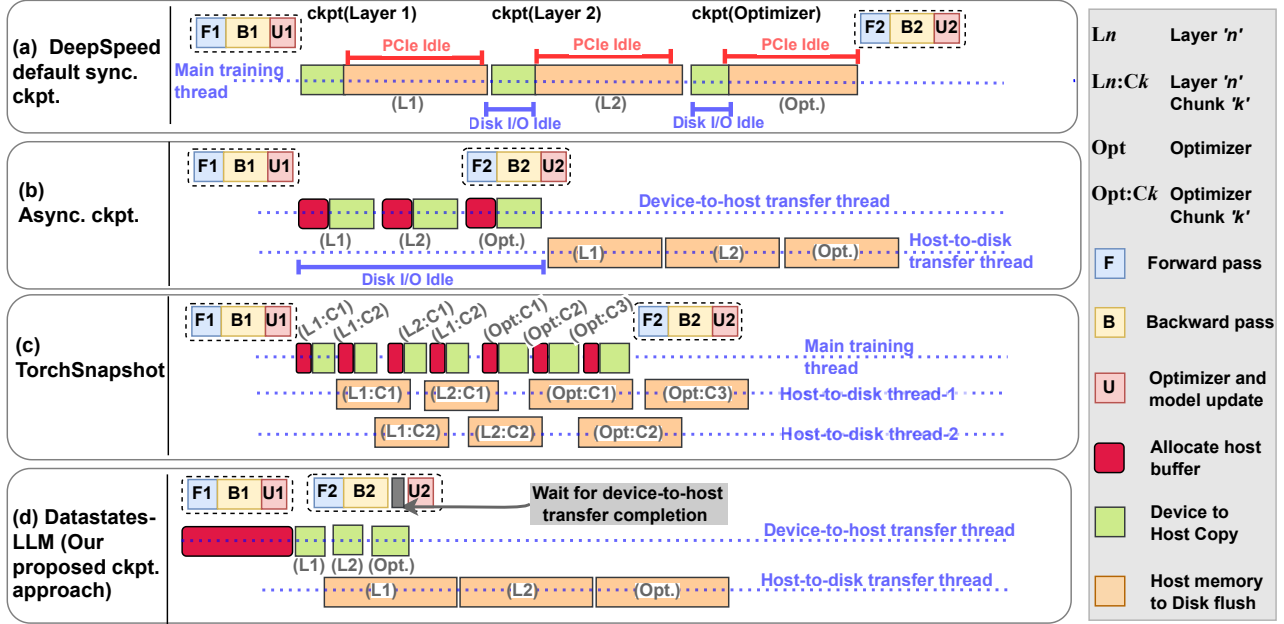 ckpt(Layer 1)
ckpt(Layer 2)
ckpt(Optimizer)
(a) DeepSpeed
default sync.
ckpt.
F1 B1 U1
PCIe Idle
PCIe Idle
PCIe Idle
F2 B2 U2
Main training
thread
(L1)
(L2)
(Opt.)
Disk I/O Idle
Disk I/O Idle
(b)
Async. ckpt.
F1 B1 U1
F2 B2 U2
Device-to-host transfer thread
(L1)
(L2)
(Opt.)
Host-to-disk
transfer thread
(L1)
(L2)
(Opt.)
Disk I/O Idle
(c)
TorchSnapshot
F1 B1 U1
(L1:C1)
(L1:C2)
(L2:C1)
(L1:C2)
(Opt:C1)
(Opt:C2)
(Opt:C3)
F2 B2 U2
Main training
thread
(L1:C1)
(L2:C1)
(Opt:C1)
(Opt:C3)
Host-to-disk thread-1
(L1:C2)
(L2:C2)
(Opt:C2)
Host-to-disk thread-2
(d) Datastates-
LLM (Our
proposed ckpt.
approach)
F1 B1 U1
F2 B2 U2
Wait for device-to-host
transfer completion
Device-to-host transfer thread
(L1)
(L2)
(Opt.)
Host-to-disk transfer thread
(L1)
(L2)
(Opt.)
Ln Layer 'n'
Ln:Ck Layer 'n'
Chunk 'k'
Opt Optimizer
Opt:Ck Optimizer
Chunk 'k'
F Forward pass
B Backward pass
U Optimizer and
model update
Allocate host
buffer
Device to
Host Copy
Host memory
to Disk flush